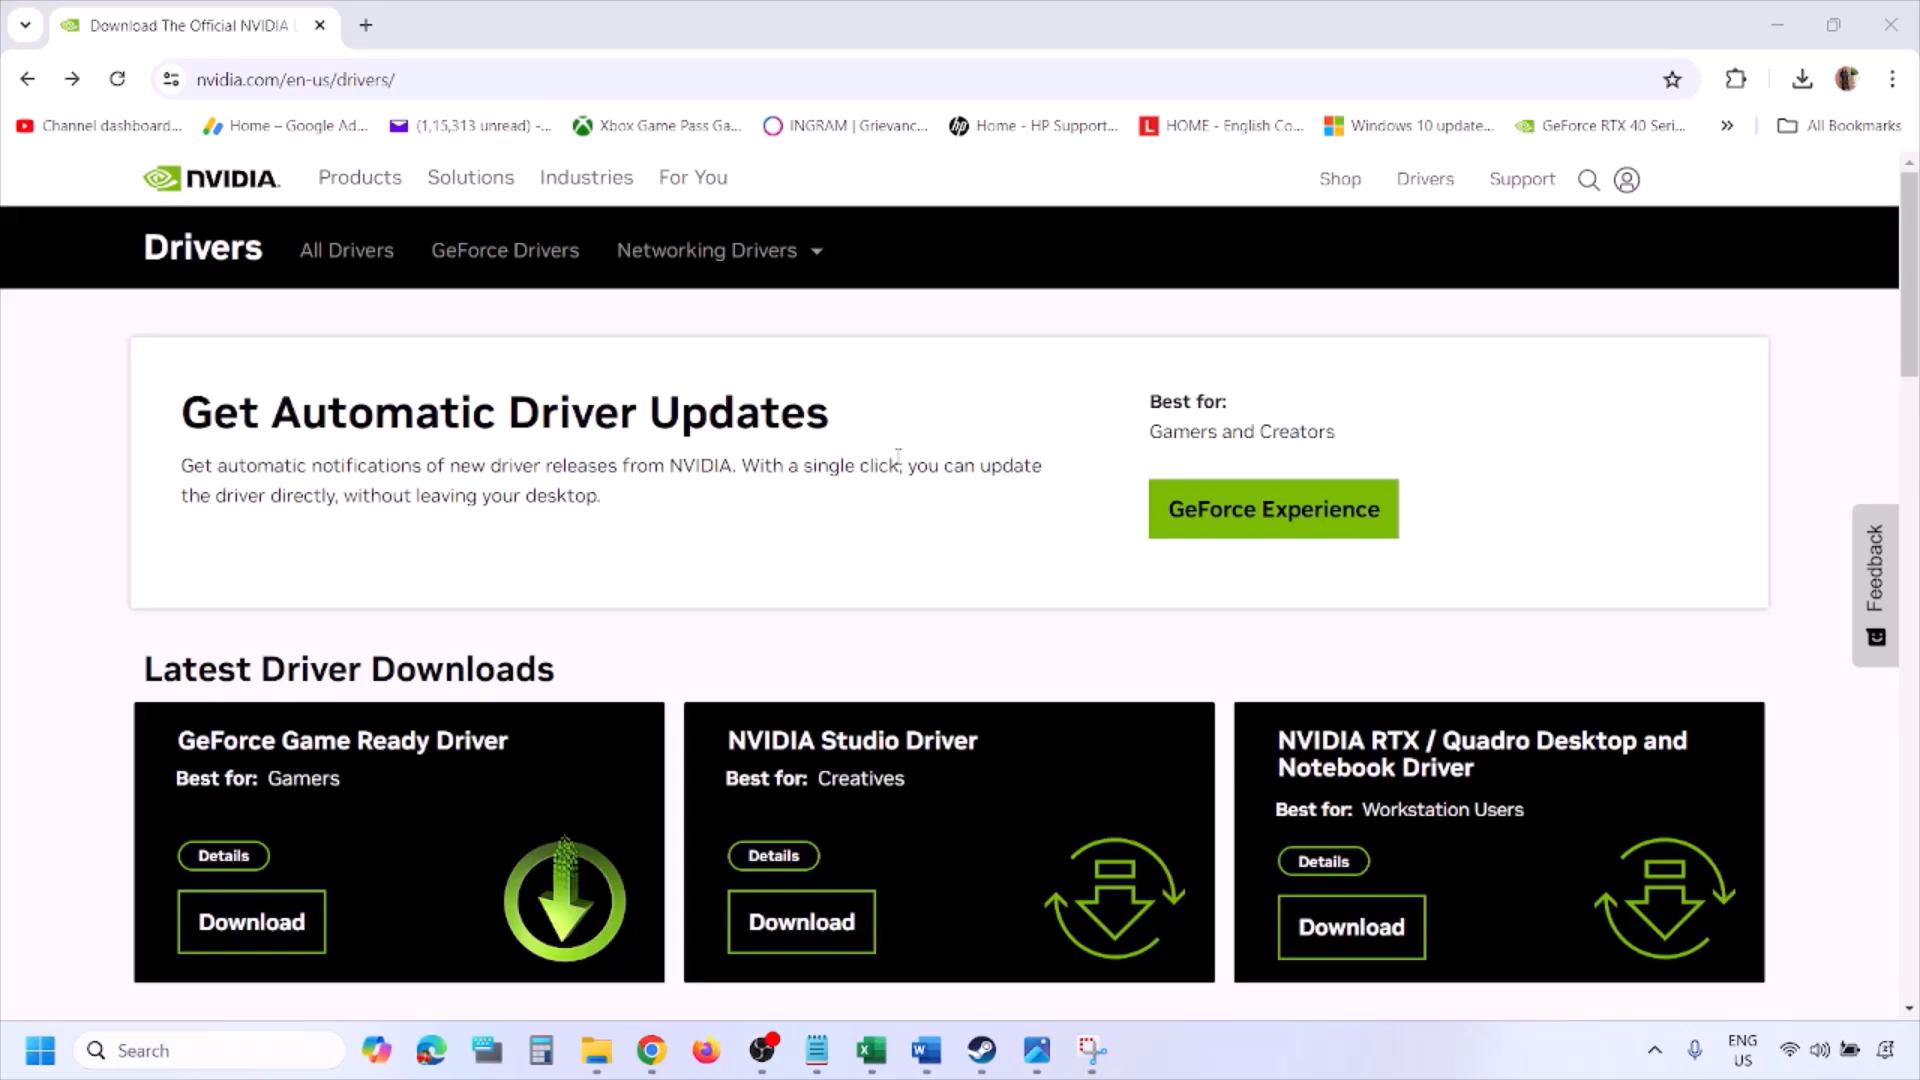 Download The Official NVIDIA
nvidia.com/en-us/drivers/
Channel dashboard...
Home – Google Ad...
(1,15,313 unread) -...
Xbox Game Pass Ga...
INGRAM | Grievanc...
Home - HP Support...
HOME - English Co...
Windows 10 update...
GeForce RTX 40 Seri...
All Bookmarks
NVIDIA.
Products
Solutions
Industries
For You
Shop
Drivers
Support
Drivers
All Drivers
GeForce Drivers
Networking Drivers
Get Automatic Driver Updates
Get automatic notifications of new driver releases from NVIDIA. With a single click, you can update
the driver directly, without leaving your desktop.
Best for:
Gamers and Creators
GeForce Experience
Feedback
Latest Driver Downloads
GeForce Game Ready Driver
Best for: Gamers
Details
Download
NVIDIA Studio Driver
Best for: Creatives
Details
Download
NVIDIA RTX / Quadro Desktop and
Notebook Driver
Best for: Workstation Users
Details
Download
Search
ENG
US